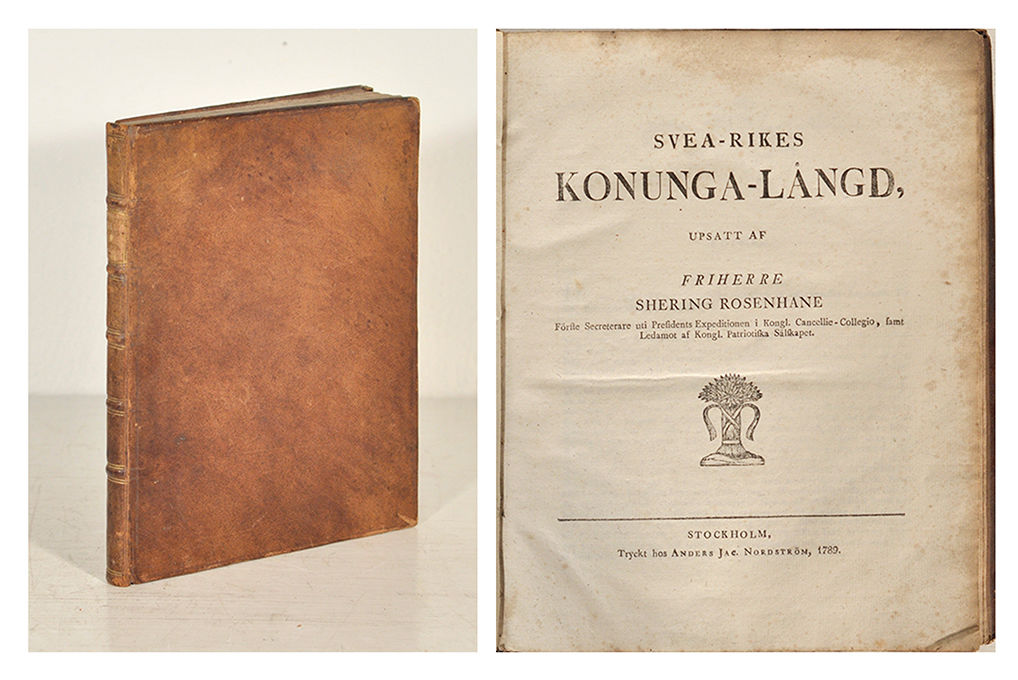 SVEA-RIKES
KONUNGA-LÅNGD,
UPSATT AF
FRIHERRE
SHERING ROSENHANE
Förſte Secreterare uti Preſidents Expeditionen i Kongl. Cancellie-Collegio, ſamt
Ledamot af Kongl. Patriotiſka Sälſkapet.
STOCKHOLM,
Tryckt hos ANDERS JAC. NORDSTRÖM, 1789.